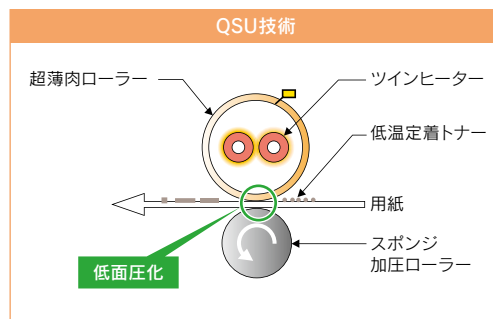 QSU技術
超薄肉ローラー
ツインヒーター
低温定着トナー
用紙
スポンジ
加圧ローラー
低面圧化